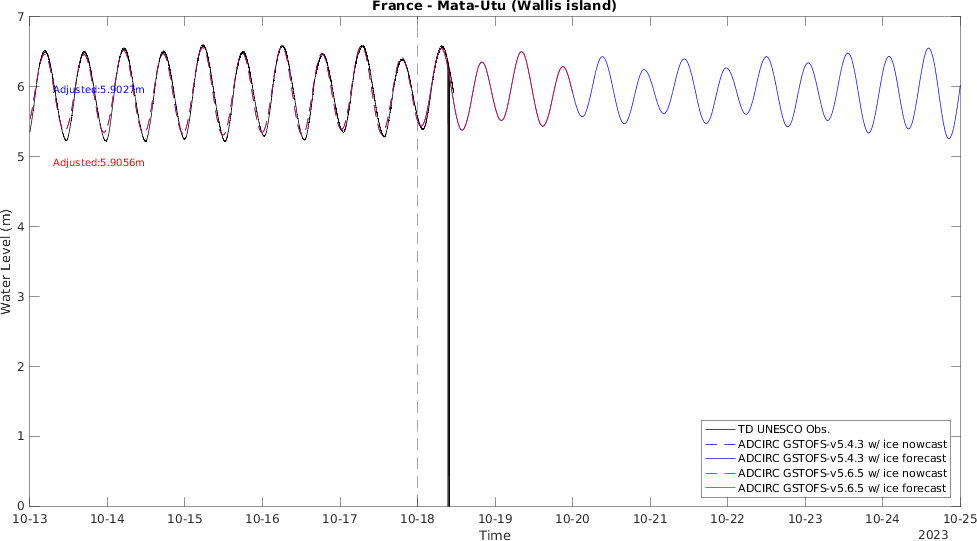 France - Mata-Utu (Wallis island)
7
6
5
4
3
2
1
0
Water Level (m)
Adjusted:5.9027m
Adjusted:5.9056m
TD UNESCO Obs.
ADCIRC GSTOFS-v5.4.3 w/ ice nowcast
ADCIRC GSTOFS-v5.4.3 w/ ice forecast
ADCIRC GSTOFS-v5.6.5 w/ ice nowcast
ADCIRC GSTOFS-v5.6.5 w/ ice forecast
10-13 10-14 10-15 10-16 10-17 10-18 10-19 10-20 10-21 10-22 10-23 10-24 10-25
Time
2023